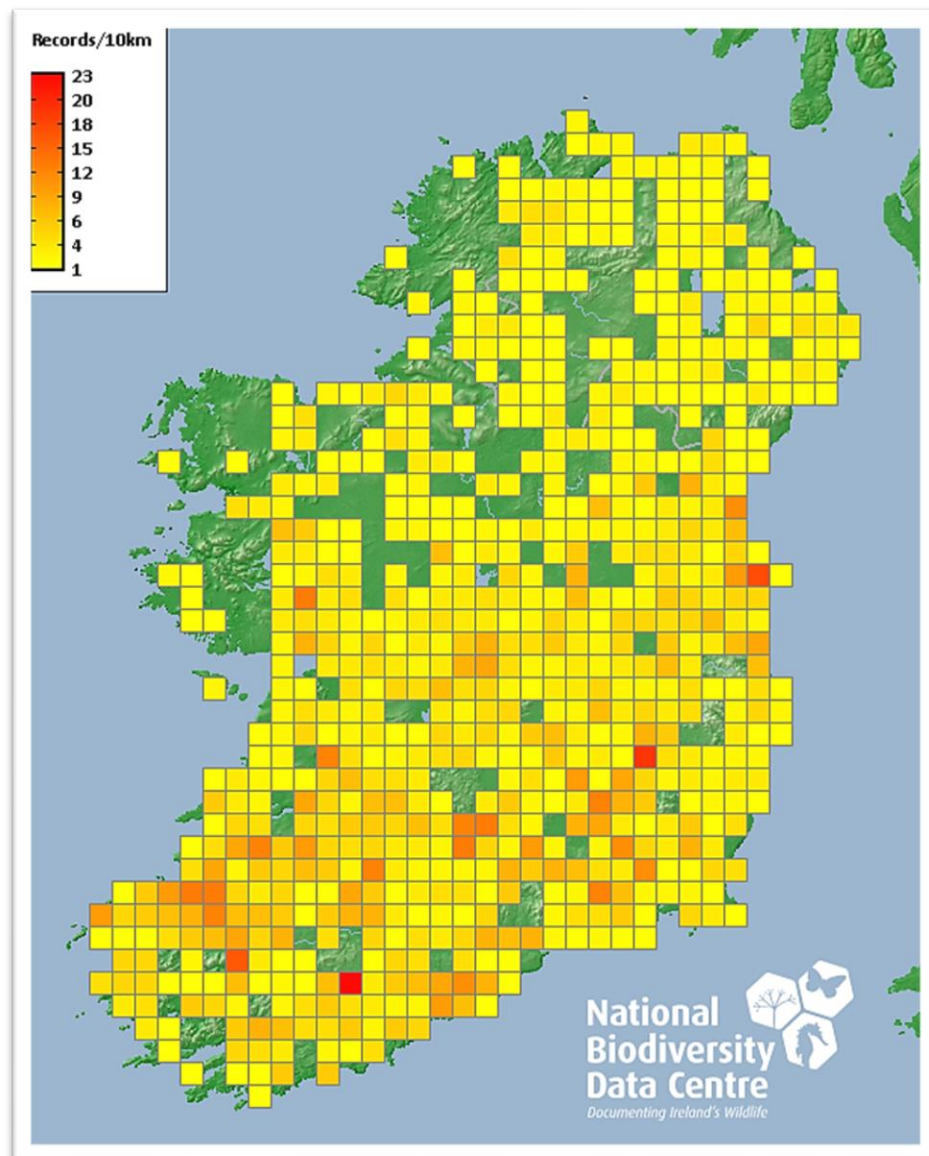 Records/10km
23
20
18
15
12
9
6
4
1
National
Biodiversity
Data Centre
Documenting Ireland's Wildlife